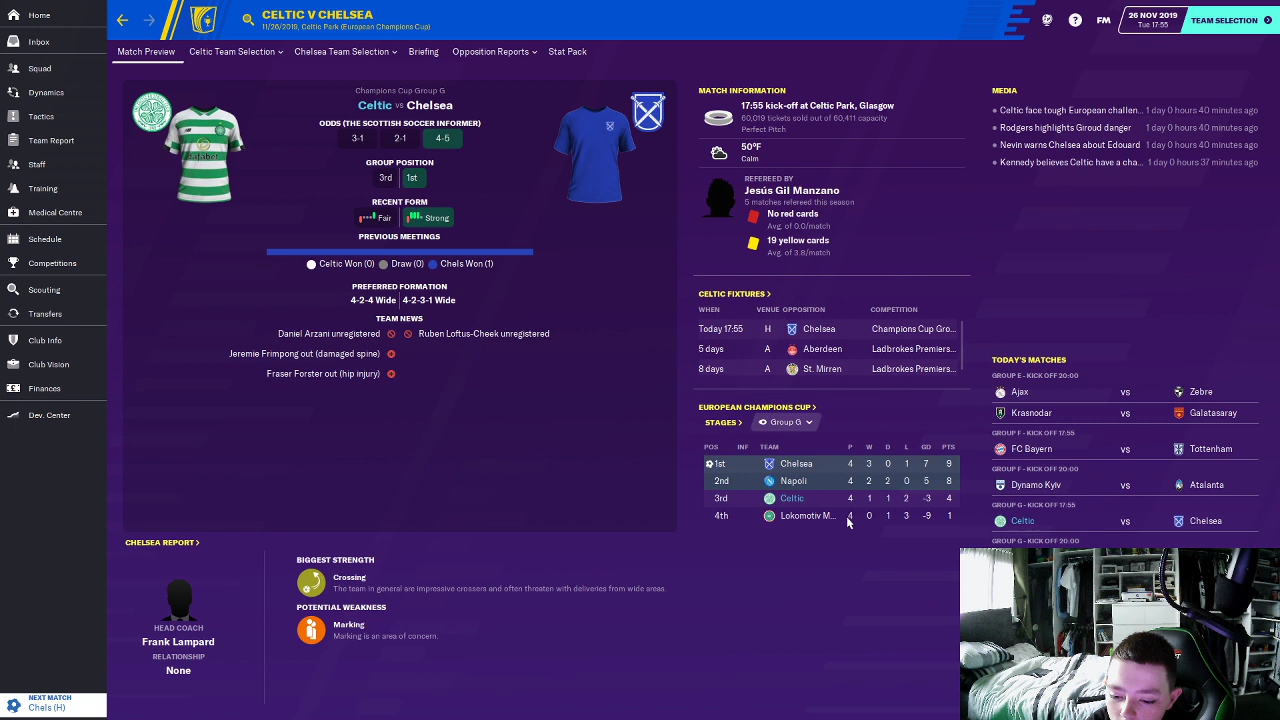 CELTIC V CHELSEA
11/26/2019, Celtic Park (European Champions Cup)
FM
26 NOV 2019
Tue 17:55
TEAM SELECTION
Inbox
Squad
Dynamics
Tactics
Reports
Staff
Training
Medical Centre
Schedule
Competitions
Scouting
Transfers
Club Info
Club Vision
Finances
Dev. Center
NEXT MATCH
Chels (H)
Match Preview
Celtic Team Selection
Chelsea Team Selection
Briefing
Opposition Reports
Stat Pack
Champions Cup Group G
Celtic vs Chelsea
ODDS (THE SCOTTISH SOCCER INFORMER)
3-1 2-1 4-5
GROUP POSITION
3rd 1st
RECENT FORM
Fair Strong
PREVIOUS MEETINGS
Celtic Won (0) Draw (0) Chels Won (1)
PREFERRED FORMATION
4-2-4 Wide 4-2-3-1 Wide
TEAM NEWS
Daniel Arzani unregistered Ruben Loftus-Cheek unregistered
Jeremie Frimpong out (damaged spine)
Fraser Forster out (hip injury)
CHELSEA REPORT
HEAD COACH
Frank Lampard
RELATIONSHIP
None
BIGGEST STRENGTH
Crossing
The team in general are impressive crossers and often threaten with deliveries from wide areas.
POTENTIAL WEAKNESS
Marking
Marking is an area of concern.
MATCH INFORMATION
17:55 kick-off at Celtic Park, Glasgow
60,019 tickets sold out of 60,411 capacity
Perfect Pitch
50°F
Calm
REFEREED BY
Jesús Gil Manzano
5 matches refereed this season
No red cards
Avg. of 0.0/match
19 yellow cards
Avg. of 3.8/match
CELTIC FIXTURES
WHEN VENUE OPPOSITION COMPETITION
Today 17:55 H Chelsea Champions Cup Gro...
5 days A Aberdeen Ladbrokes Premiers...
8 days A St. Mirren Ladbrokes Premiers...
EUROPEAN CHAMPIONS CUP
STAGES Group G
POS INF TEAM P W D L GD PTS
1st Chelsea 4 3 0 1 7 9
2nd Napoli 4 2 2 0 5 8
3rd Celtic 4 1 1 2 -3 4
4th Lokomotiv M... 4 0 1 3 -9 1
MEDIA
Celtic face tough European challen... 1 day 0 hours 40 minutes ago
Rodgers highlights Giroud danger 1 day 0 hours 40 minutes ago
Nevin warns Chelsea about Edouard 1 day 0 hours 40 minutes ago
Kennedy believes Celtic have a cha... 1 day 0 hours 37 minutes ago
TODAY'S MATCHES
GROUP E - KICK OFF 20:00
Ajax vs Zebre
Krasnodar vs Galatasaray
GROUP F - KICK OFF 17:55
FC Bayern vs Tottenham
GROUP F - KICK OFF 20:00
Dynamo Kyiv vs Atalanta
GROUP G - KICK OFF 17:55
Celtic vs Chelsea
GROUP G - KICK OFF 20:00